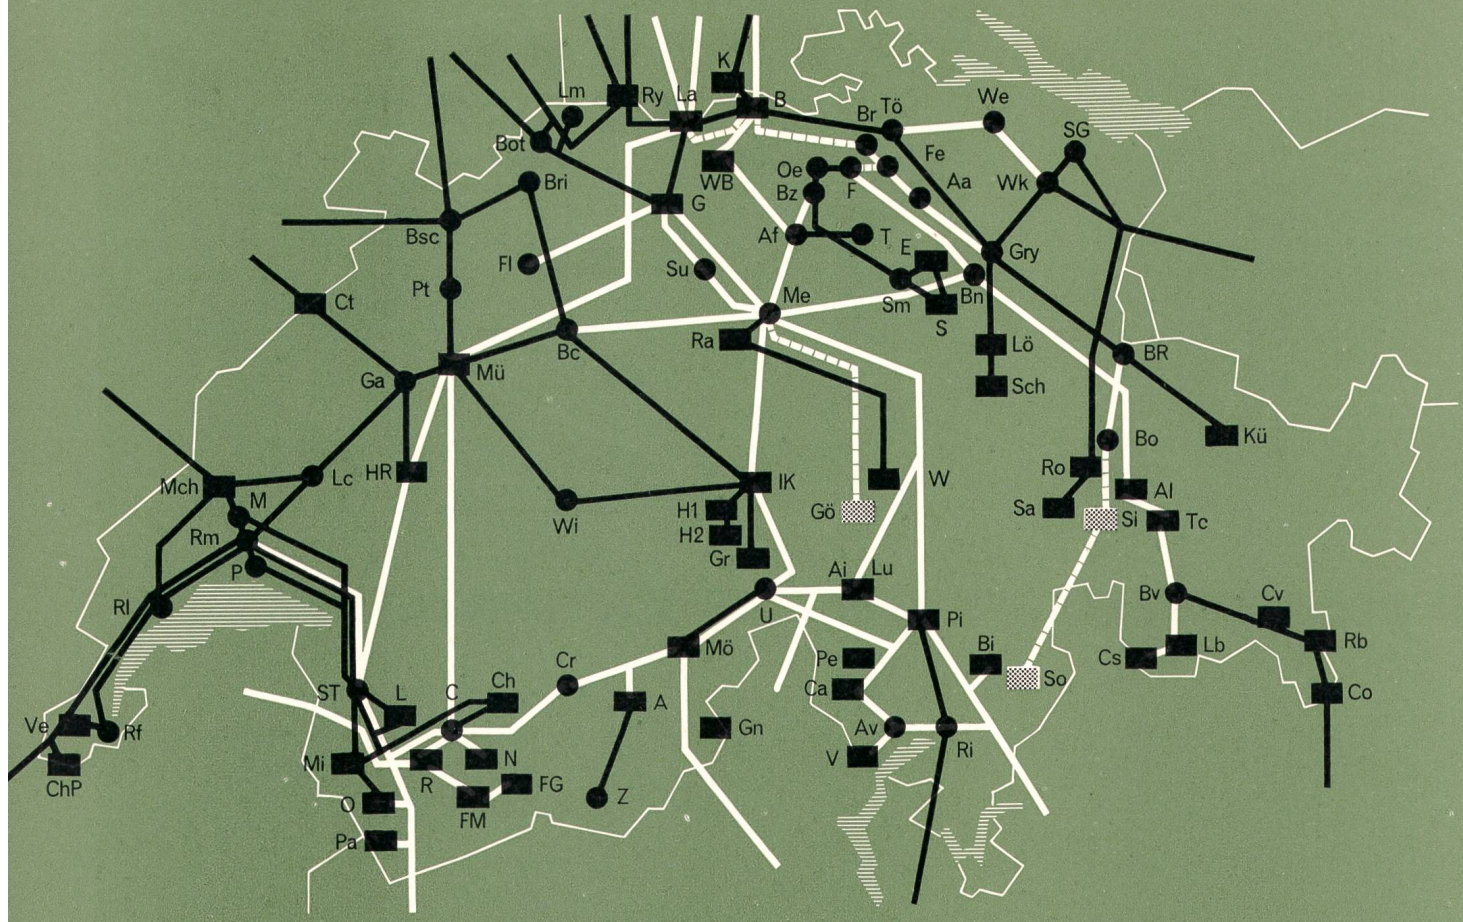 K
Lm
Ry
La
B
Br
Tö
We
SG
Bot
WB
Fe
Oe
F
Aa
Wk
Bri
Bz
G
Bsc
Af
T
E
Gry
Fl
Su
Pt
Me
Sm
S
Bn
Ct
Ra
Bc
Lö
BR
Ga
Mü
Sch
Kü
Bo
Mch
Lc
HR
IK
W
Ro
Al
M
H1
Gö
Sa
Si
Tc
Wi
Rm
H2
Gr
P
Ai
Lu
Rl
U
Bv
Cv
Pi
Mö
Pe
Bi
Cs
Lb
Rb
Cr
So
ST
L
C
Ch
Ca
Co
A
Ve
Rf
Gn
Av
Ri
Mi
N
V
ChP
R
FG
O
FM
Z
Pa